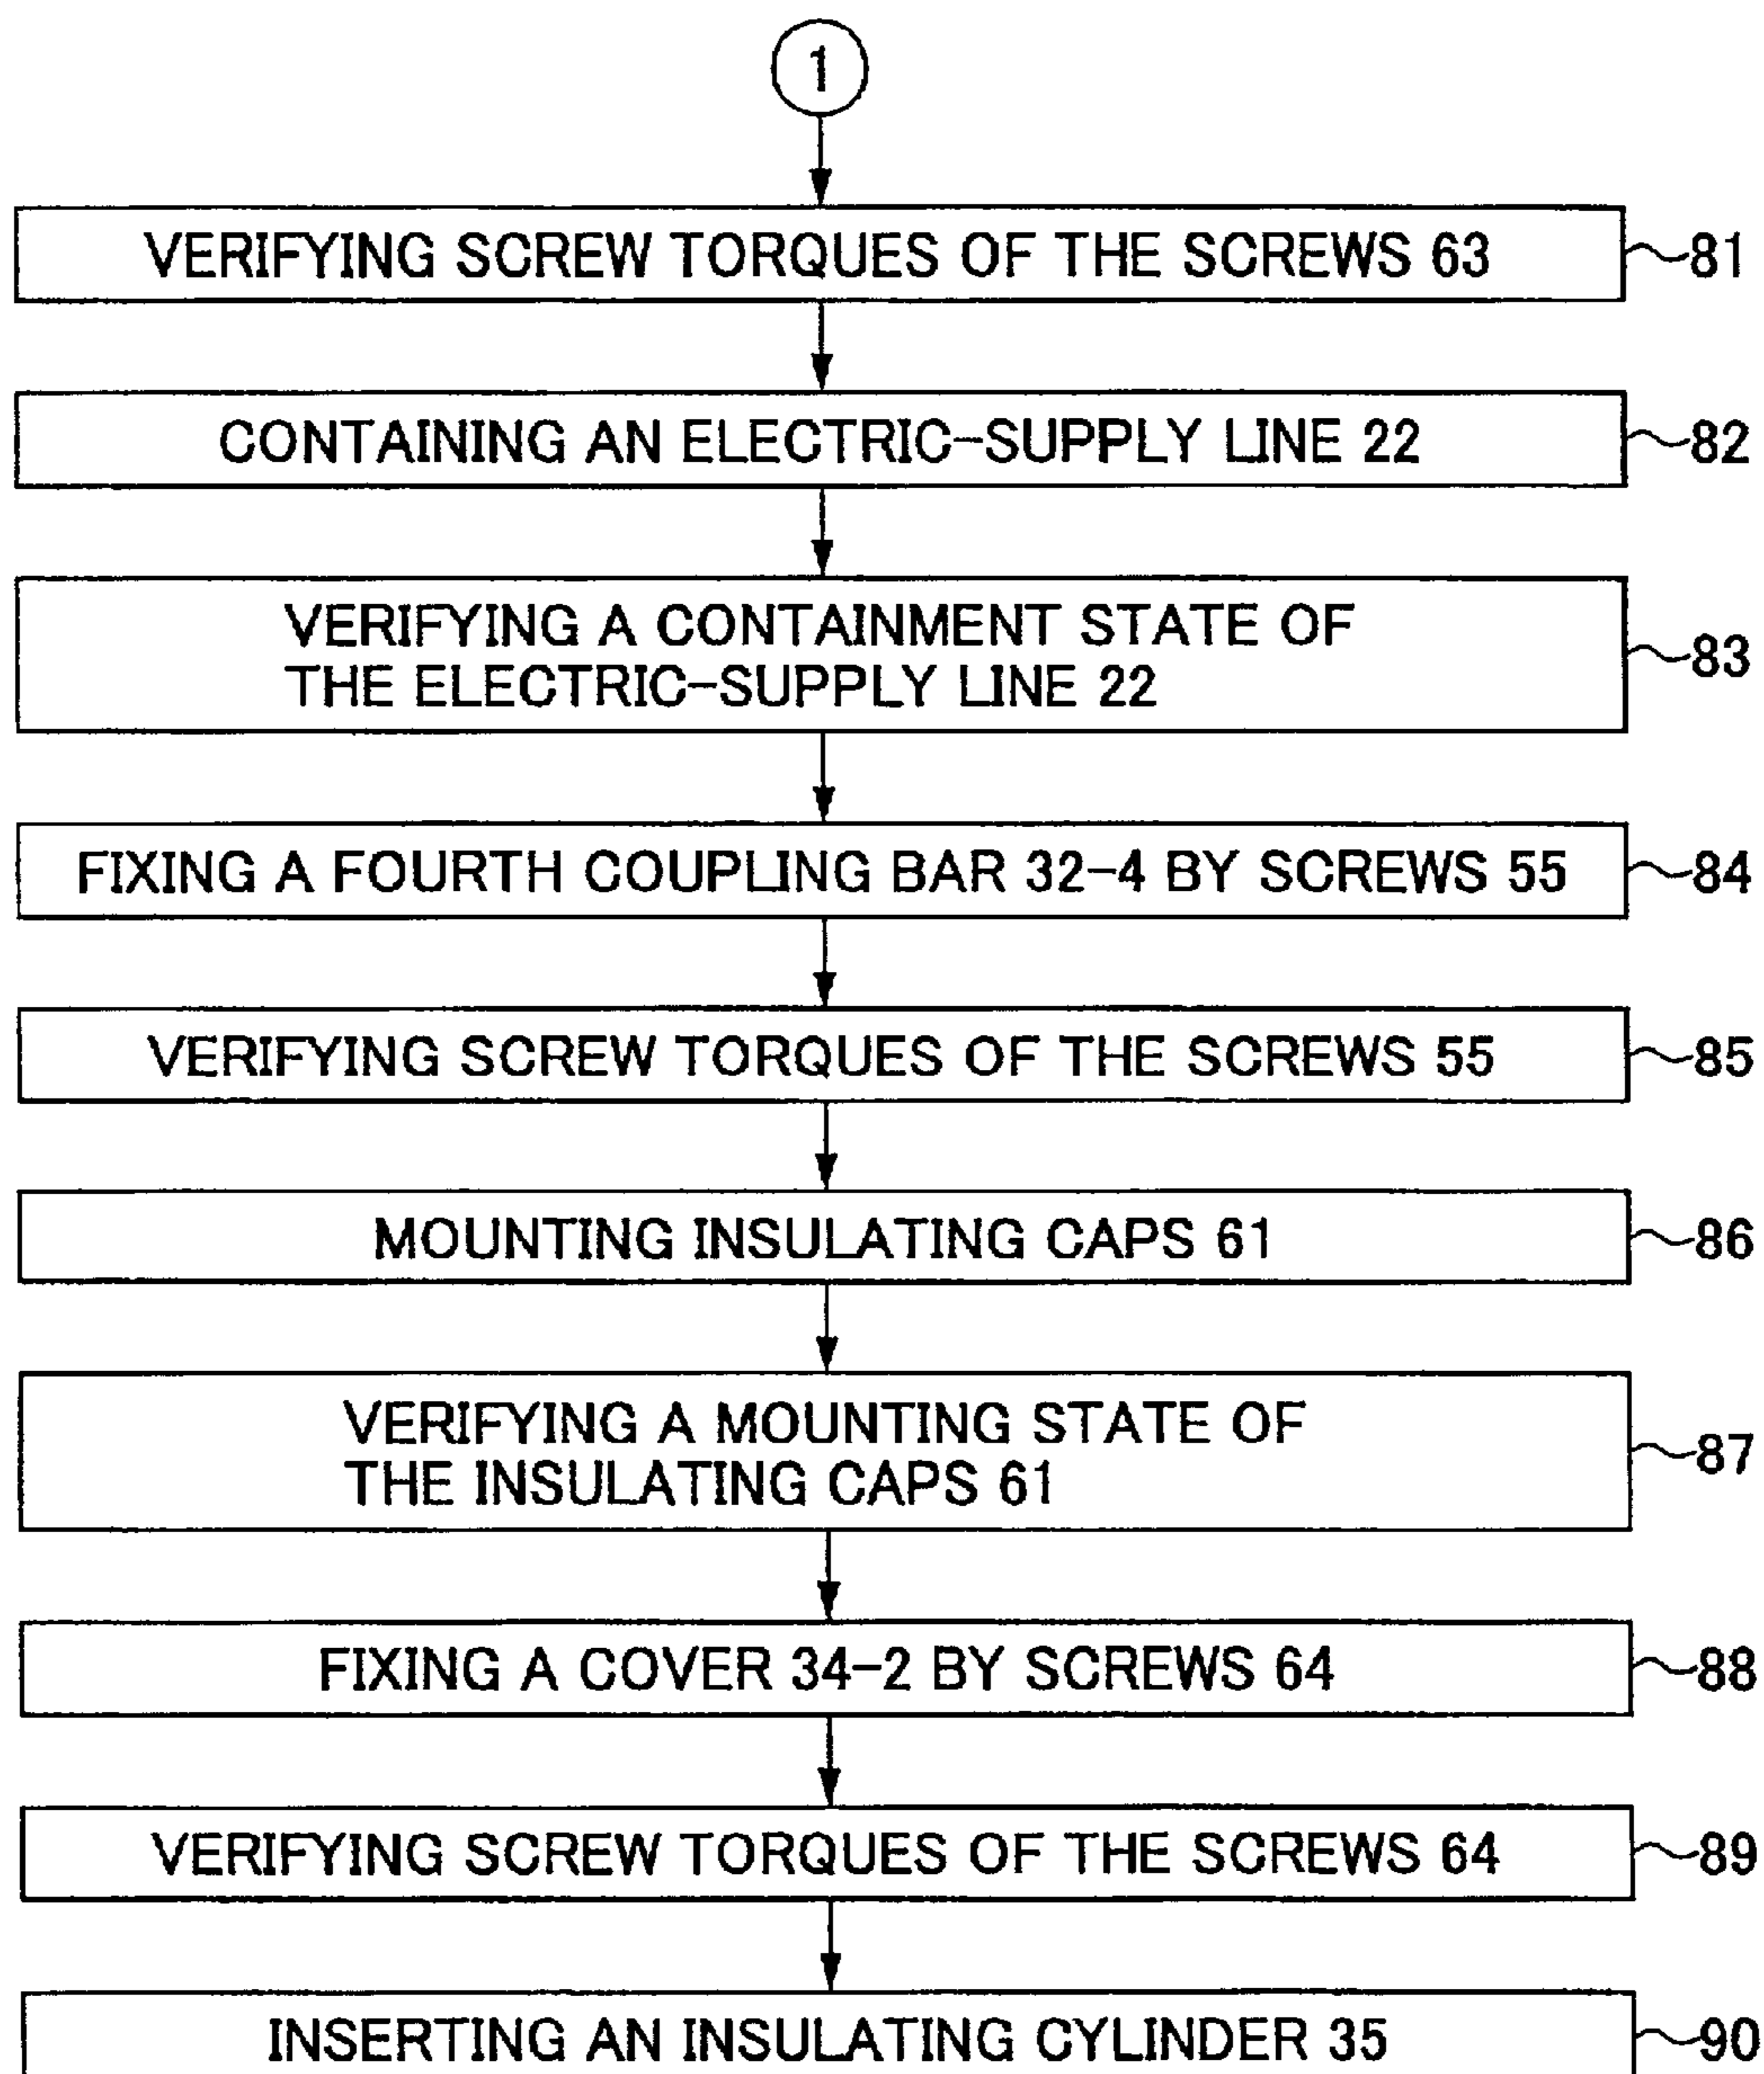 1
VERIFYING SCREW TORQUES OF THE SCREWS 63
81
CONTAINING AN ELECTRIC-SUPPLY LINE 22
82
VERIFYING A CONTAINMENT STATE OF
THE ELECTRIC-SUPPLY LINE 22
83
FIXING A FOURTH COUPLING BAR 32-4 BY SCREWS 55
84
VERIFYING SCREW TORQUES OF THE SCREWS 55
85
MOUNTING INSULATING CAPS 61
86
VERIFYING A MOUNTING STATE OF
THE INSULATING CAPS 61
87
FIXING A COVER 34-2 BY SCREWS 64
88
VERIFYING SCREW TORQUES OF THE SCREWS 64
89
INSERTING AN INSULATING CYLINDER 35
90